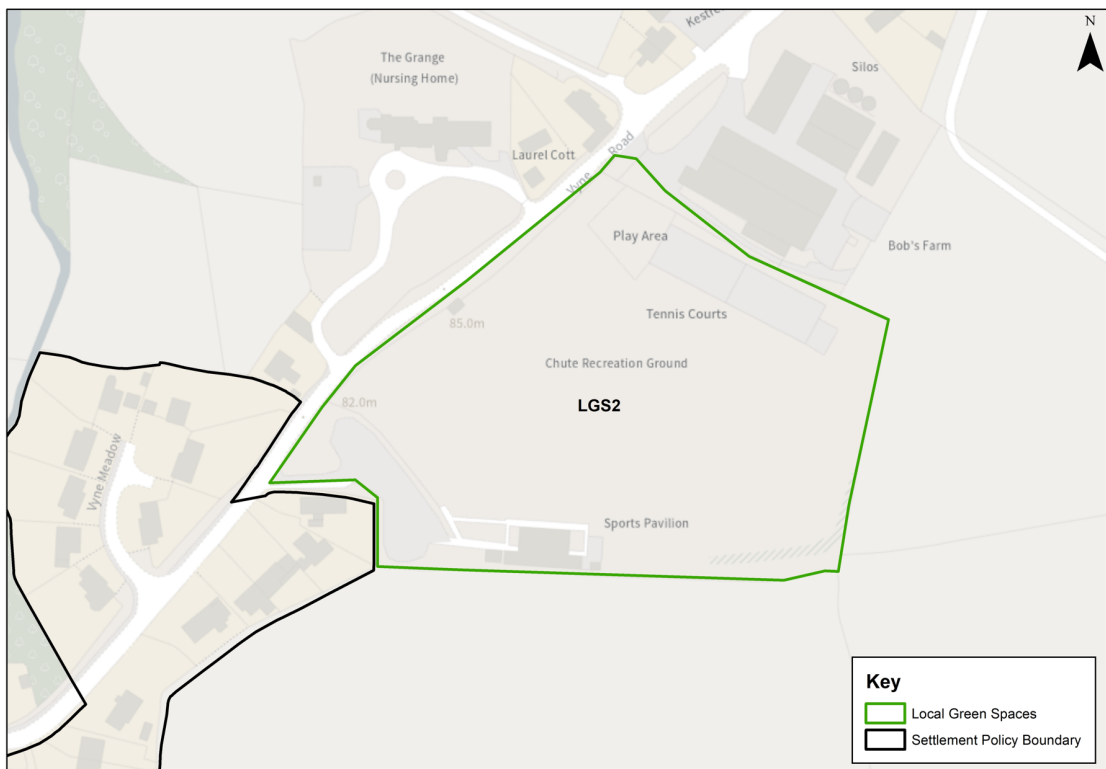 Kestrel
N
The Grange
(Nursing Home)
Silos
Laurel Cott
Vyne Road
Play Area
Bob's Farm
Tennis Courts
85.0m
Chute Recreation Ground
82.0m
LGS2
Vyne Meadow
Sports Pavilion
Key
Local Green Spaces
Settlement Policy Boundary